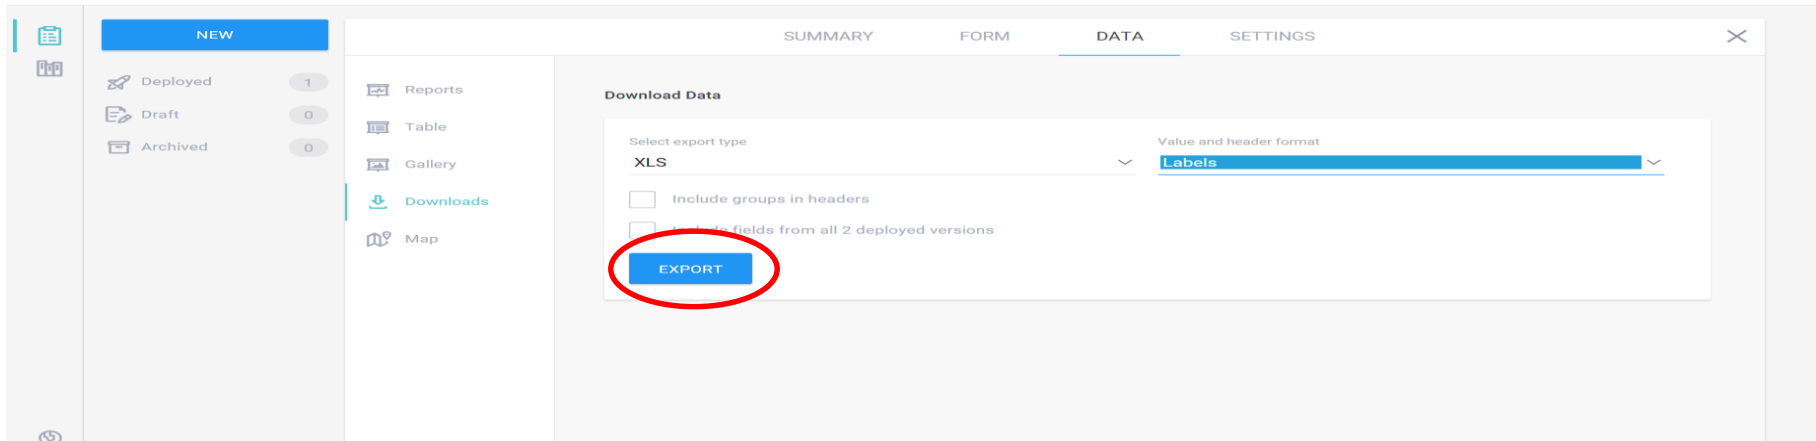 NEW
Deployed 1
Draft 0
Archived 0
SUMMARY FORM DATA SETTINGS
Reports
Table
Gallery
Downloads
Map
Download Data
Select export type
XLS
Value and header format
Labels
Include groups in headers
Include fields from all 2 deployed versions
EXPORT